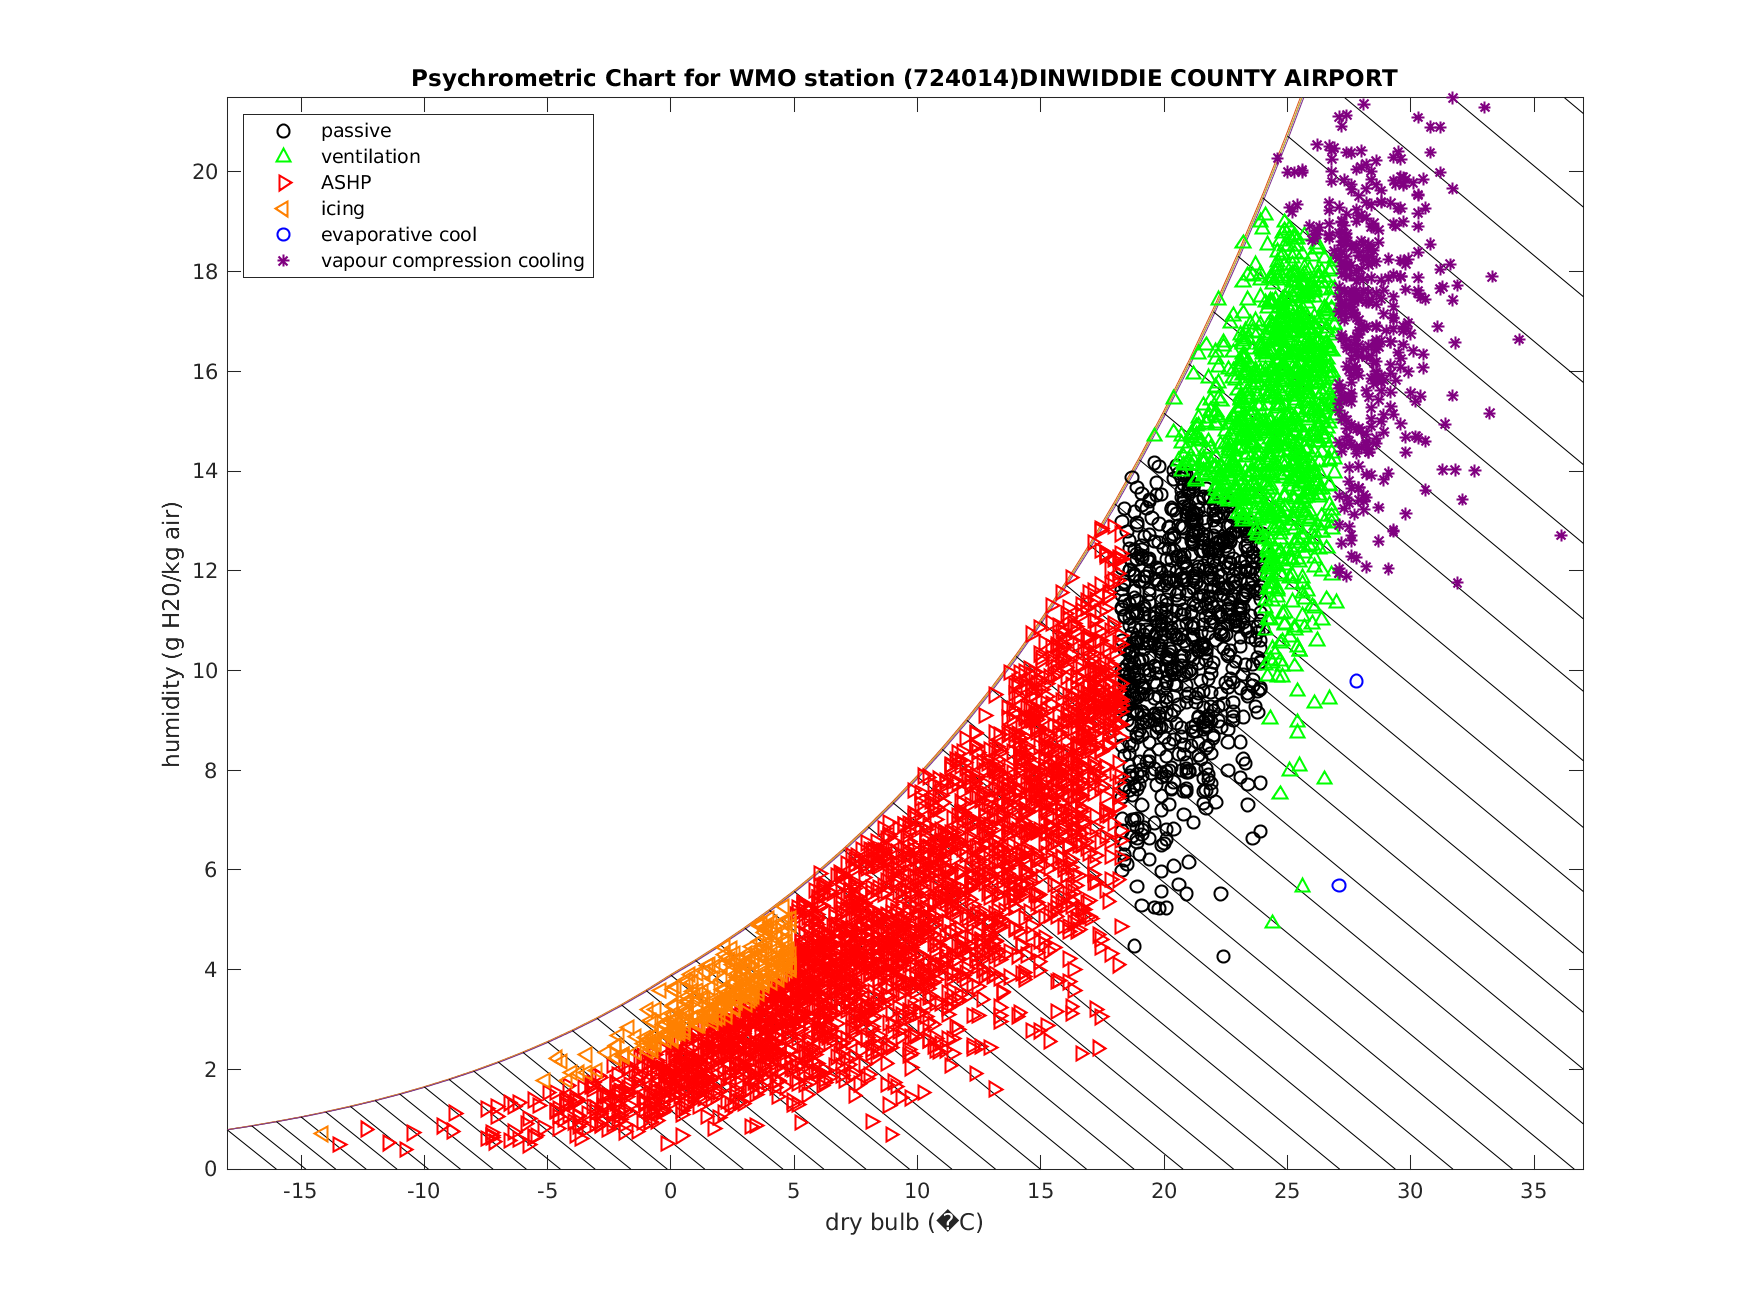 Psychrometric Chart for WMO station (724014)DINWIDDIE COUNTY AIRPORT
passive
ventilation
ASHP
icing
evaporative cool
vapour compression cooling
humidity (g H20/kg air)
20
18
16
14
12
10
8
6
4
2
0
-15 -10 -5 0 5 10 15 20 25 30 35
dry bulb (�C)